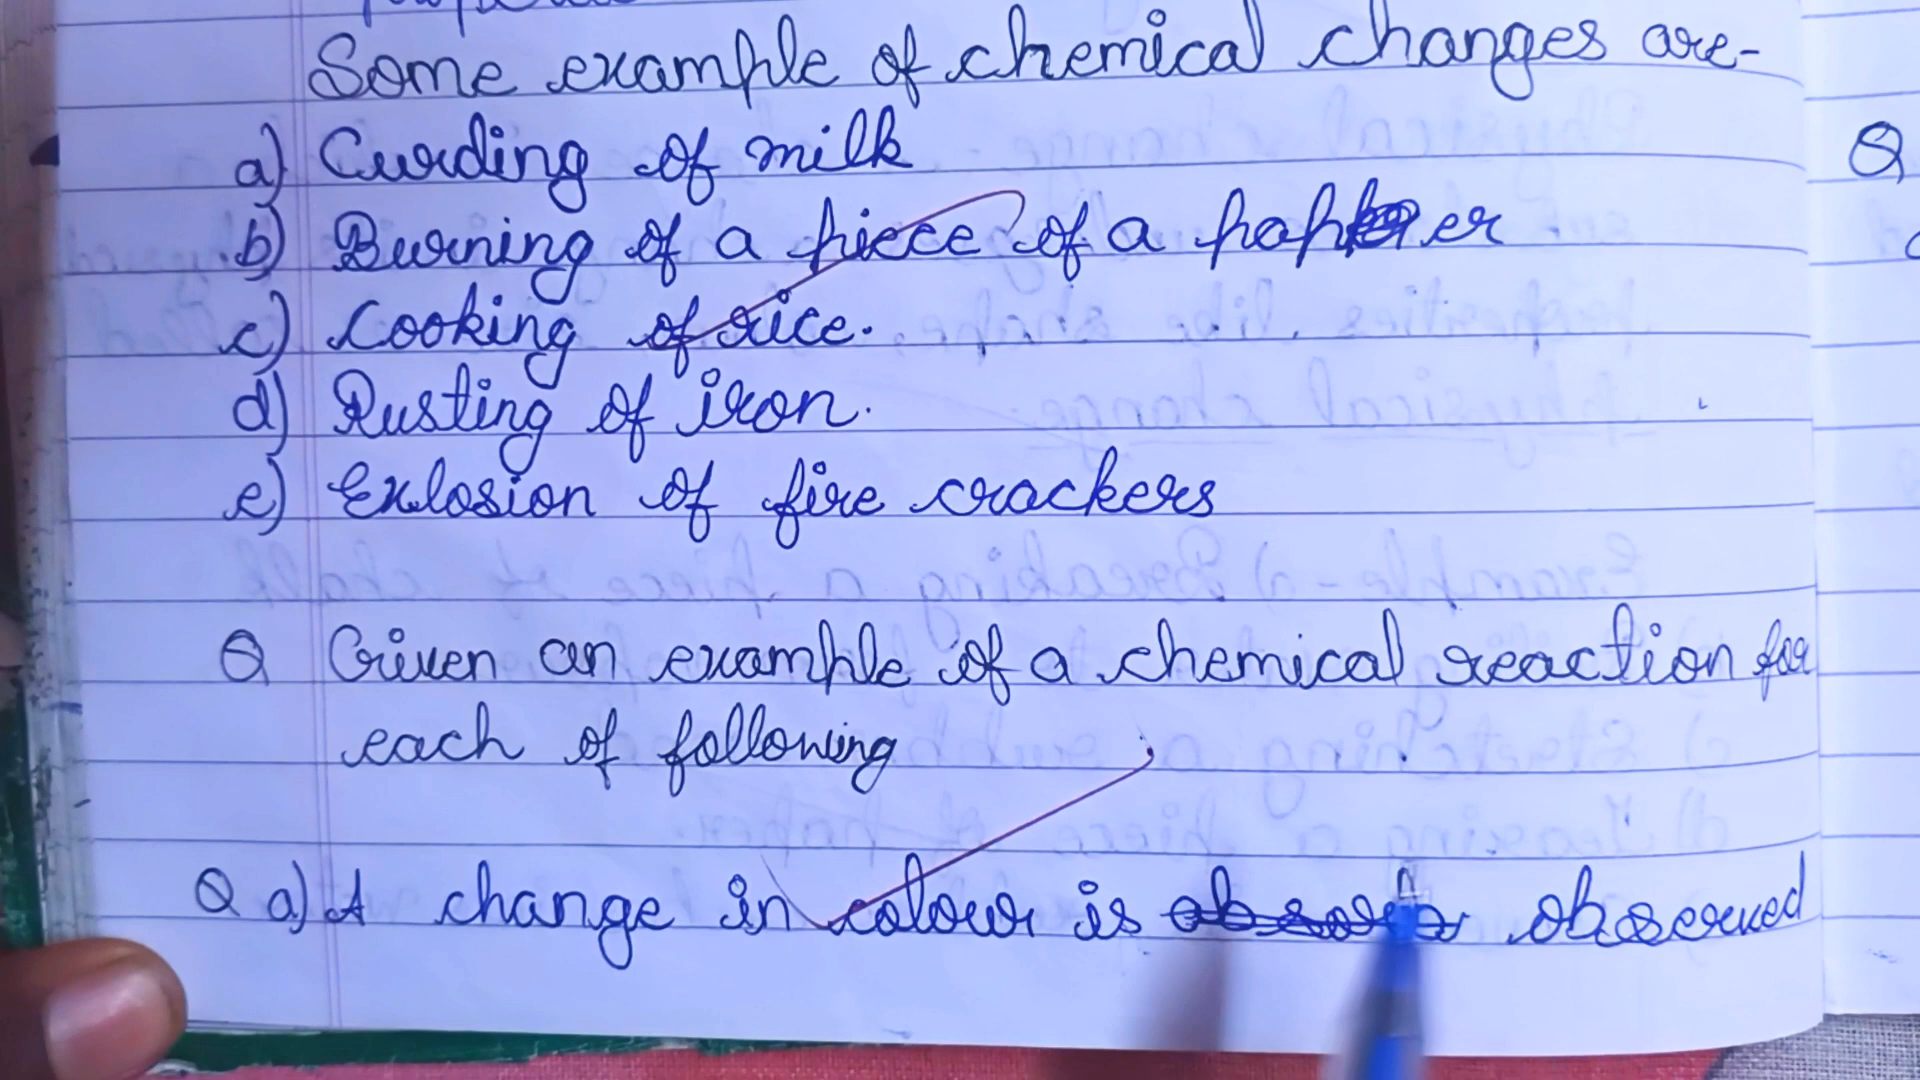 Some example of chemical changes are-
a) Curding of milk
b) Burning of a piece of a paper
c) Cooking of rice.
d) Rusting of iron.
e) Exlosion of fire crackers
Q Given an example of a chemical reaction for
each of following
Q a) A change in colour is observed
Q